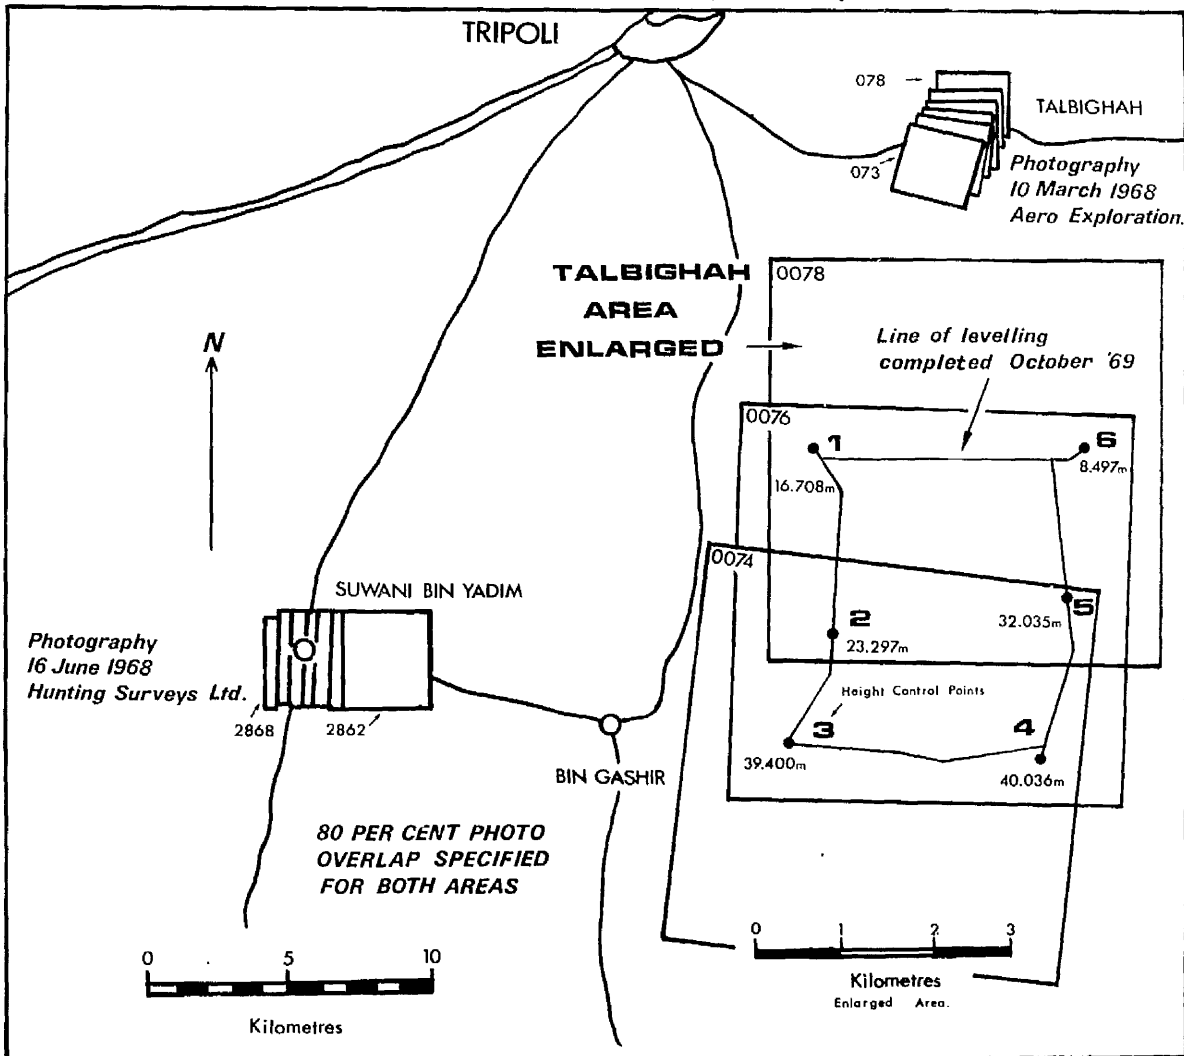 TRIPOLI
078
TALBIGHAH
073
Photography
10 March 1968
Aero Exploration.
TALBIGHAH
AREA
ENLARGED
0078
Line of levelling
completed October '69
N
0076
1
6
16.708m
8.497m
0074
SUWANI BIN YADIM
2
5
32.035m
23.297m
Photography
16 June 1968
Hunting Surveys Ltd.
Height Control Points
2868
2862
3
4
39.400m
40.036m
BIN GASHIR
80 PER CENT PHOTO
OVERLAP SPECIFIED
FOR BOTH AREAS
0 1 2 3
Kilometres
Enlarged Area.
0 5 10
Kilometres